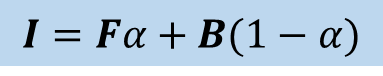 I = Fα + B(1 − α)